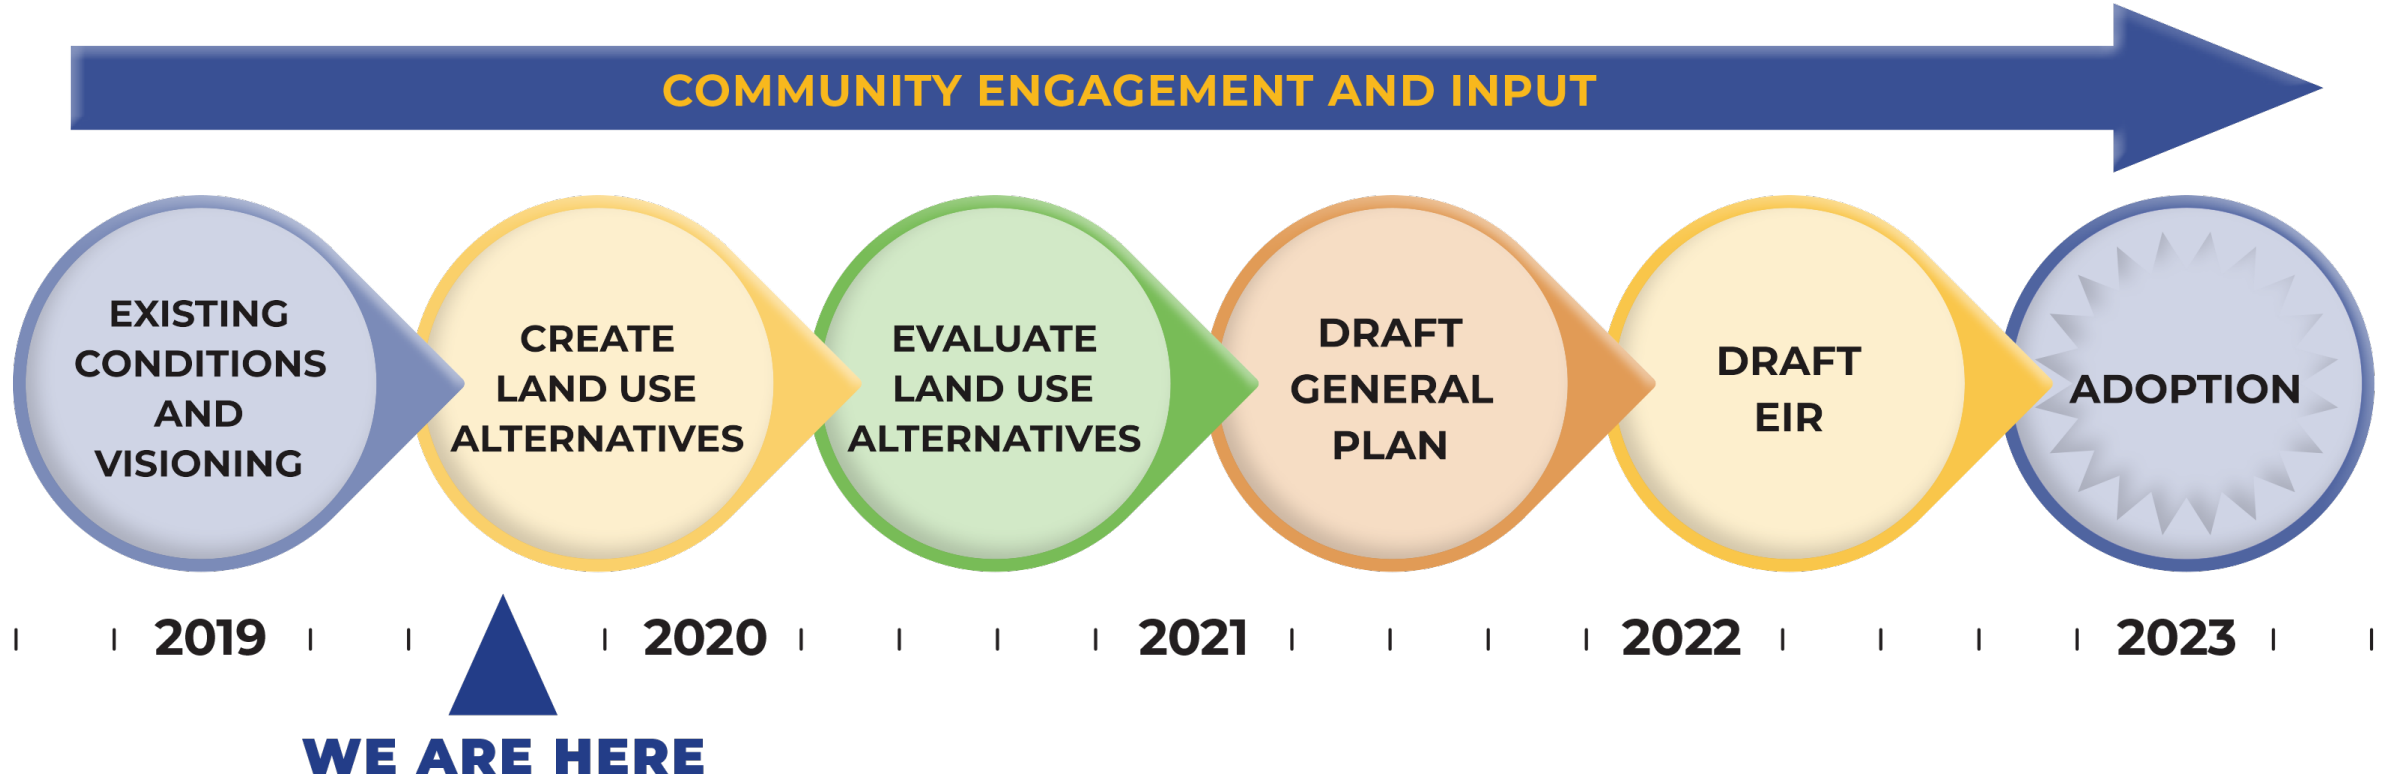 COMMUNITY ENGAGEMENT AND INPUT
EXISTING
CONDITIONS
AND
VISIONING
CREATE
LAND USE
ALTERNATIVES
EVALUATE
LAND USE
ALTERNATIVES
DRAFT
GENERAL
PLAN
DRAFT
EIR
ADOPTION
2019 2020 2021 2022 2023
WE ARE HERE